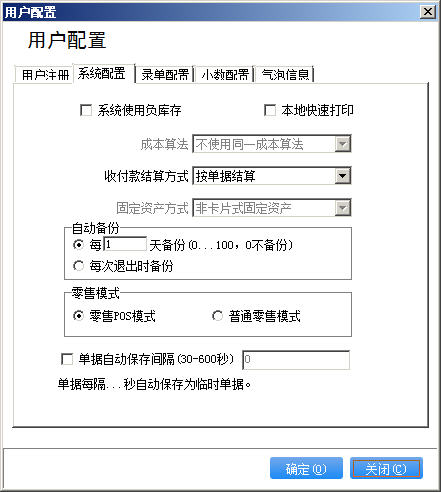 用户配置
用户配置
用户注册 系统配置 录单配置 小数配置 气泡信息
系统使用负库存 本地快速打印
成本算法 不使用同一成本算法
收付款结算方式 按单据结算
固定资产方式 非卡片式固定资产
自动备份
每 1 天备份(0...100，0不备份)
每次退出时备份
零售模式
零售POS模式 普通零售模式
单据自动保存间隔(30-600秒) 0
单据每隔...秒自动保存为临时单据。
确定(O) 关闭(C)